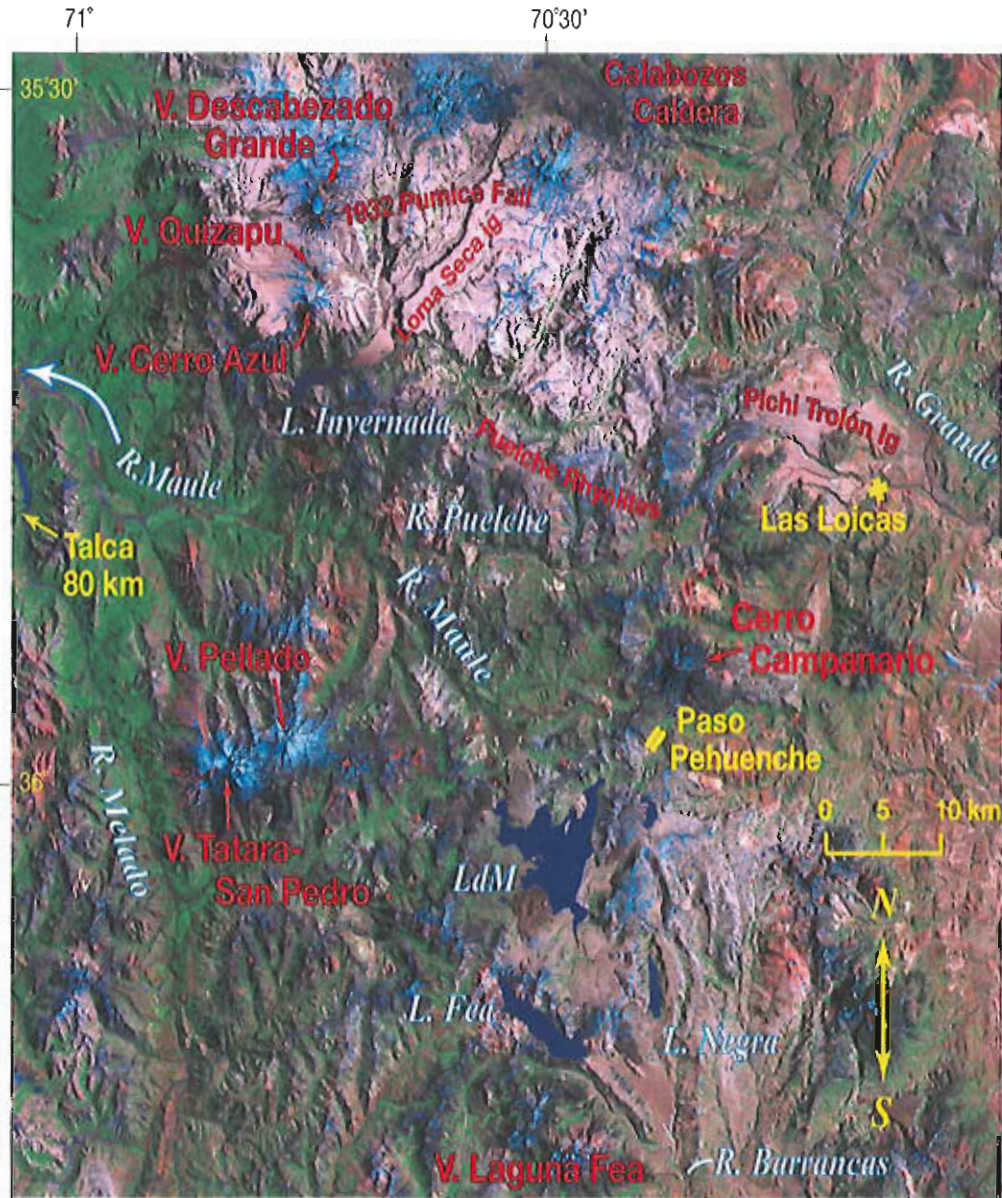 71°
70°30'
35°30'
Calabozos
Caldera
V. Descabezado
Grande
1932 Pumice Fall
V. Quizapu
Loma Seca ig
V. Cerro Azul
R. Grande
Pichi Trolón Ig
L. Invernada
Puelche Rhyolites
R.Maule
R. Puelche
Las Loicas
Talca
80 km
R. Maule
Cerro
Campanario
V. Pellado
Paso
Pehuenche
R. Melado
36°
0 5 10 km
V. Tatara-
San Pedro
LdM
N
L. Fea
L. Negra
S
V. Laguna Fea
R. Barrancas